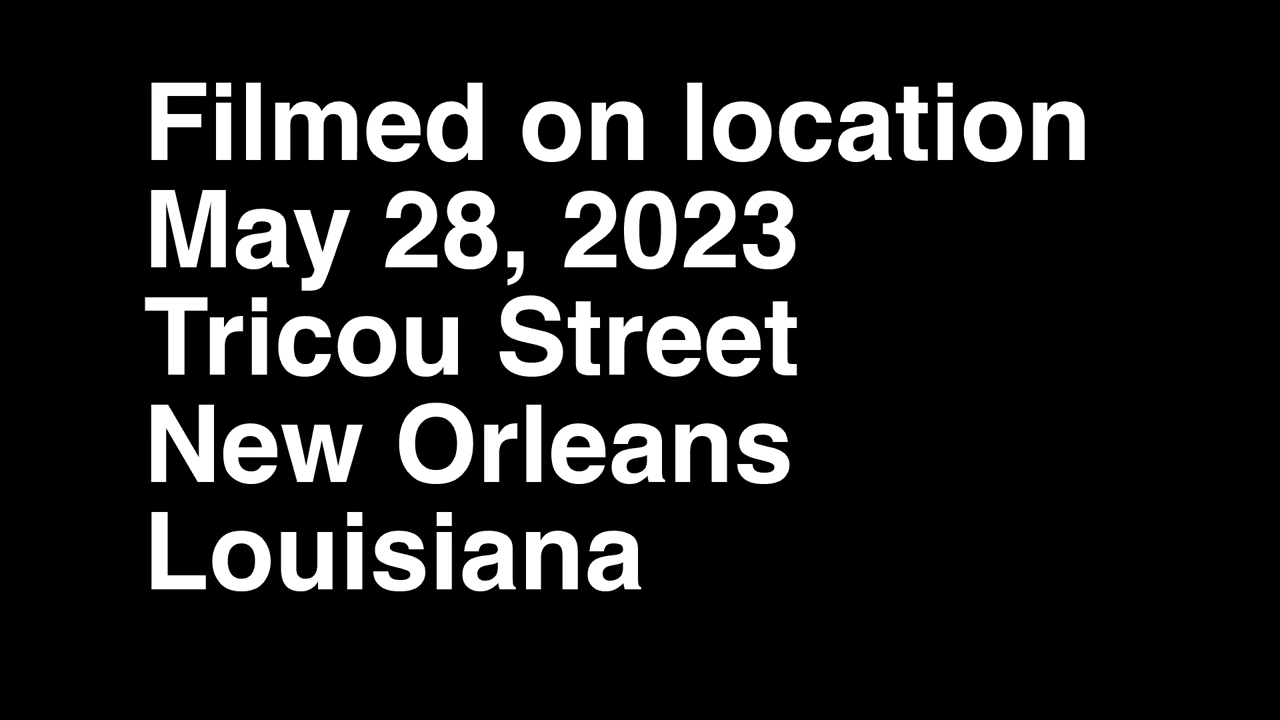 Filmed on location
May 28, 2023
Tricou Street
New Orleans
Louisiana